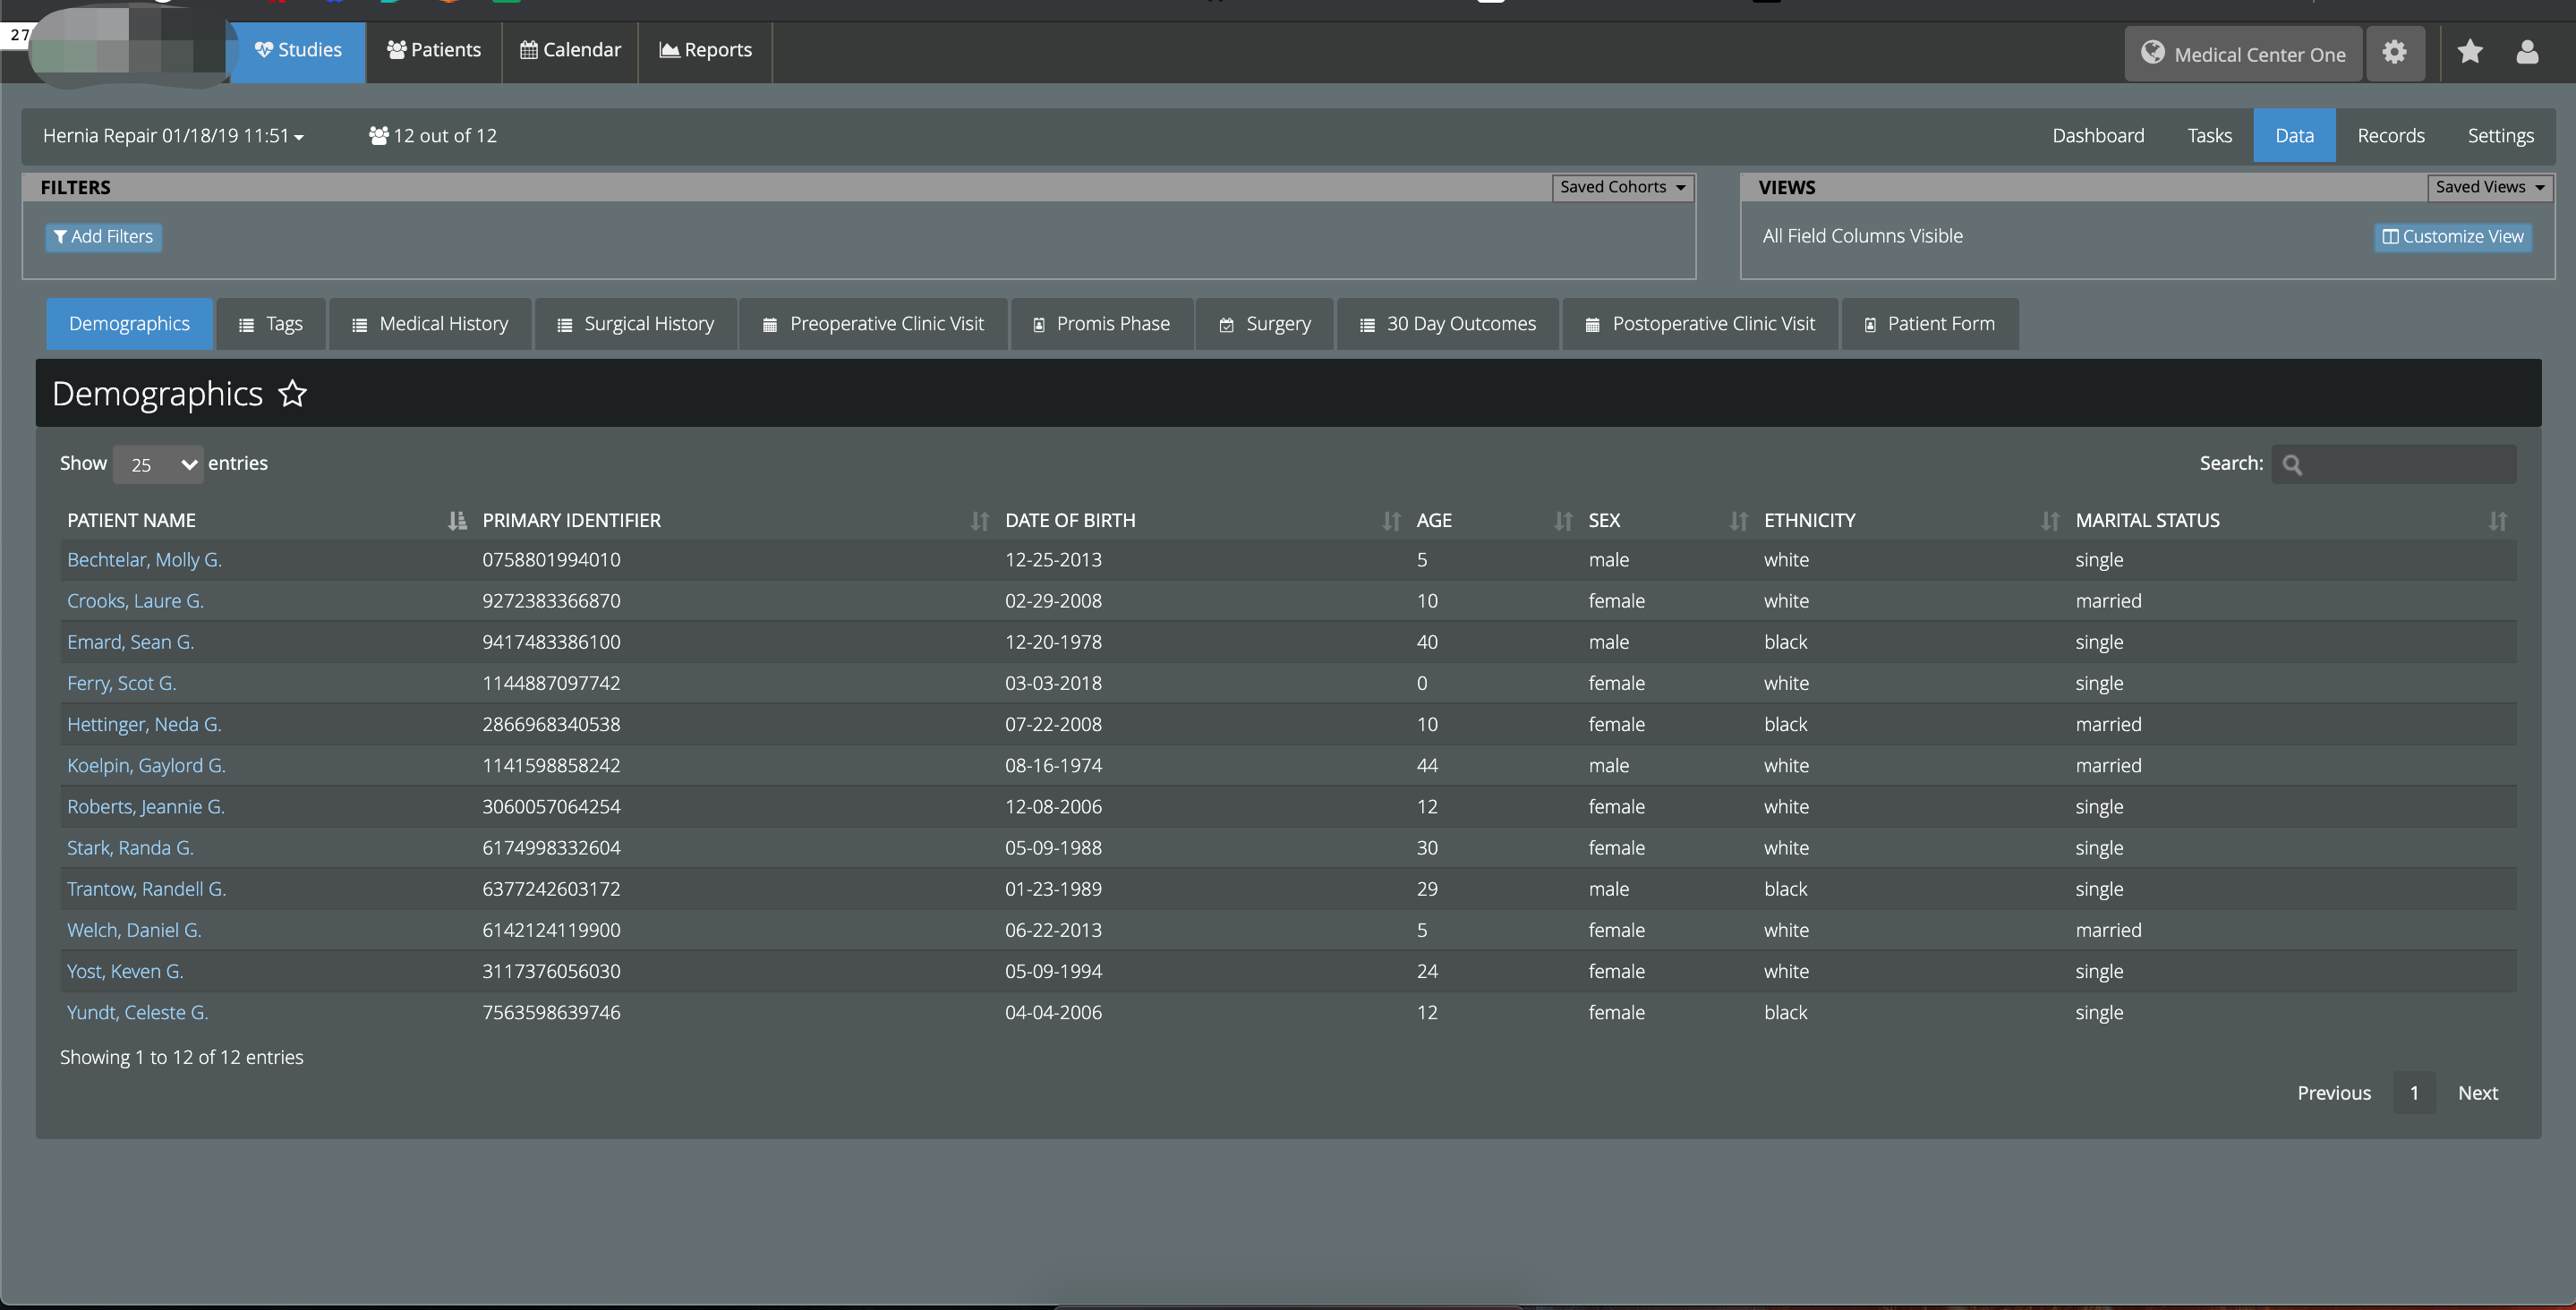 27
Studies Patients Calendar Reports Medical Center One
Hernia Repair 01/18/19 11:51 12 out of 12 Dashboard Tasks Data Records Settings
FILTERS Saved Cohorts VIEWS Saved Views
Add Filters All Field Columns Visible Customize View
Demographics Tags Medical History Surgical History Preoperative Clinic Visit Promis Phase Surgery 30 Day Outcomes Postoperative Clinic Visit Patient Form
Demographics
Show 25 entries Search:
PATIENT NAME PRIMARY IDENTIFIER DATE OF BIRTH AGE SEX ETHNICITY MARITAL STATUS
Bechtelar, Molly G. 0758801994010 12-25-2013 5 male white single
Crooks, Laure G. 9272383366870 02-29-2008 10 female white married
Emard, Sean G. 9417483386100 12-20-1978 40 male black single
Ferry, Scot G. 1144887097742 03-03-2018 0 female white single
Hettinger, Neda G. 2866968340538 07-22-2008 10 female black married
Koelpin, Gaylord G. 1141598858242 08-16-1974 44 male white married
Roberts, Jeannie G. 3060057064254 12-08-2006 12 female white single
Stark, Randa G. 6174998332604 05-09-1988 30 female white single
Trantow, Randell G. 6377242603172 01-23-1989 29 male black single
Welch, Daniel G. 6142124119900 06-22-2013 5 female white married
Yost, Keven G. 3117376056030 05-09-1994 24 female white single
Yundt, Celeste G. 7563598639746 04-04-2006 12 female black single
Showing 1 to 12 of 12 entries
Previous 1 Next